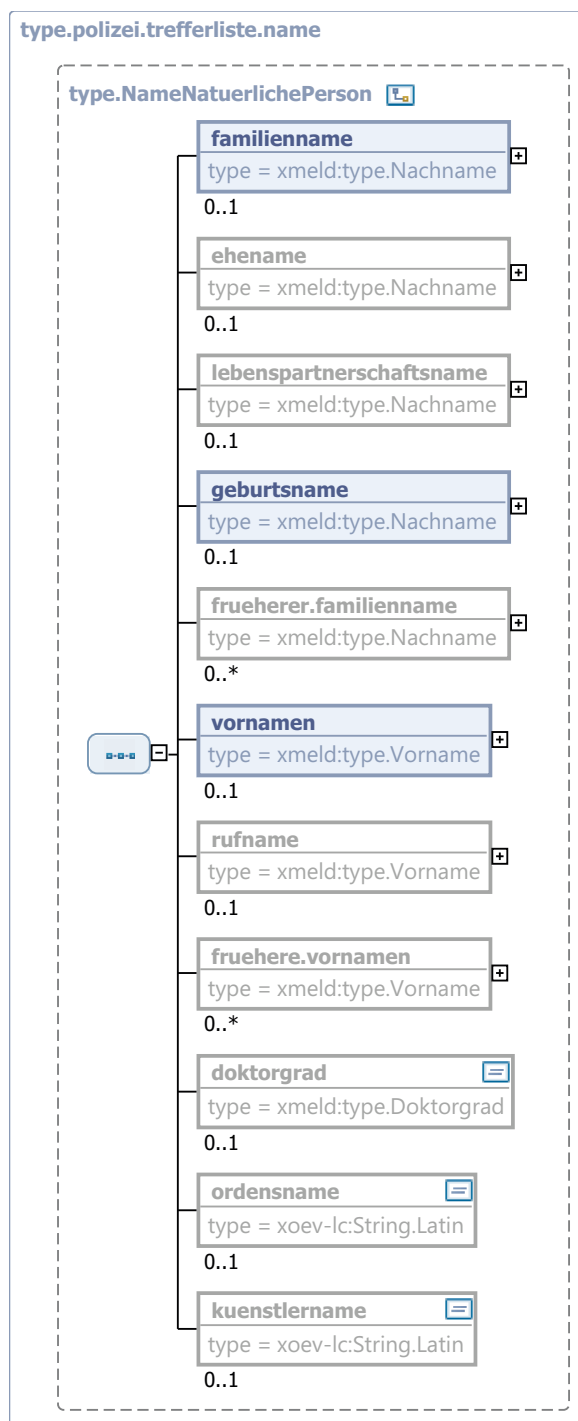 type.polizei.trefferliste.name
type.NameNatuerlichePerson
familienname
type = xmeld:type.Nachname
0..1
ehename
type = xmeld:type.Nachname
0..1
lebenspartnerschaftsname
type = xmeld:type.Nachname
0..1
geburtsname
type = xmeld:type.Nachname
0..1
frueherer.familienname
type = xmeld:type.Nachname
0..*
vornamen
type = xmeld:type.Vorname
0..1
rufname
type = xmeld:type.Vorname
0..1
fruehere.vornamen
type = xmeld:type.Vorname
0..*
doktorgrad
type = xmeld:type.Doktorgrad
0..1
ordensname
type = xoev-lc:String.Latin
0..1
kuenstlername
type = xoev-lc:String.Latin
0..1